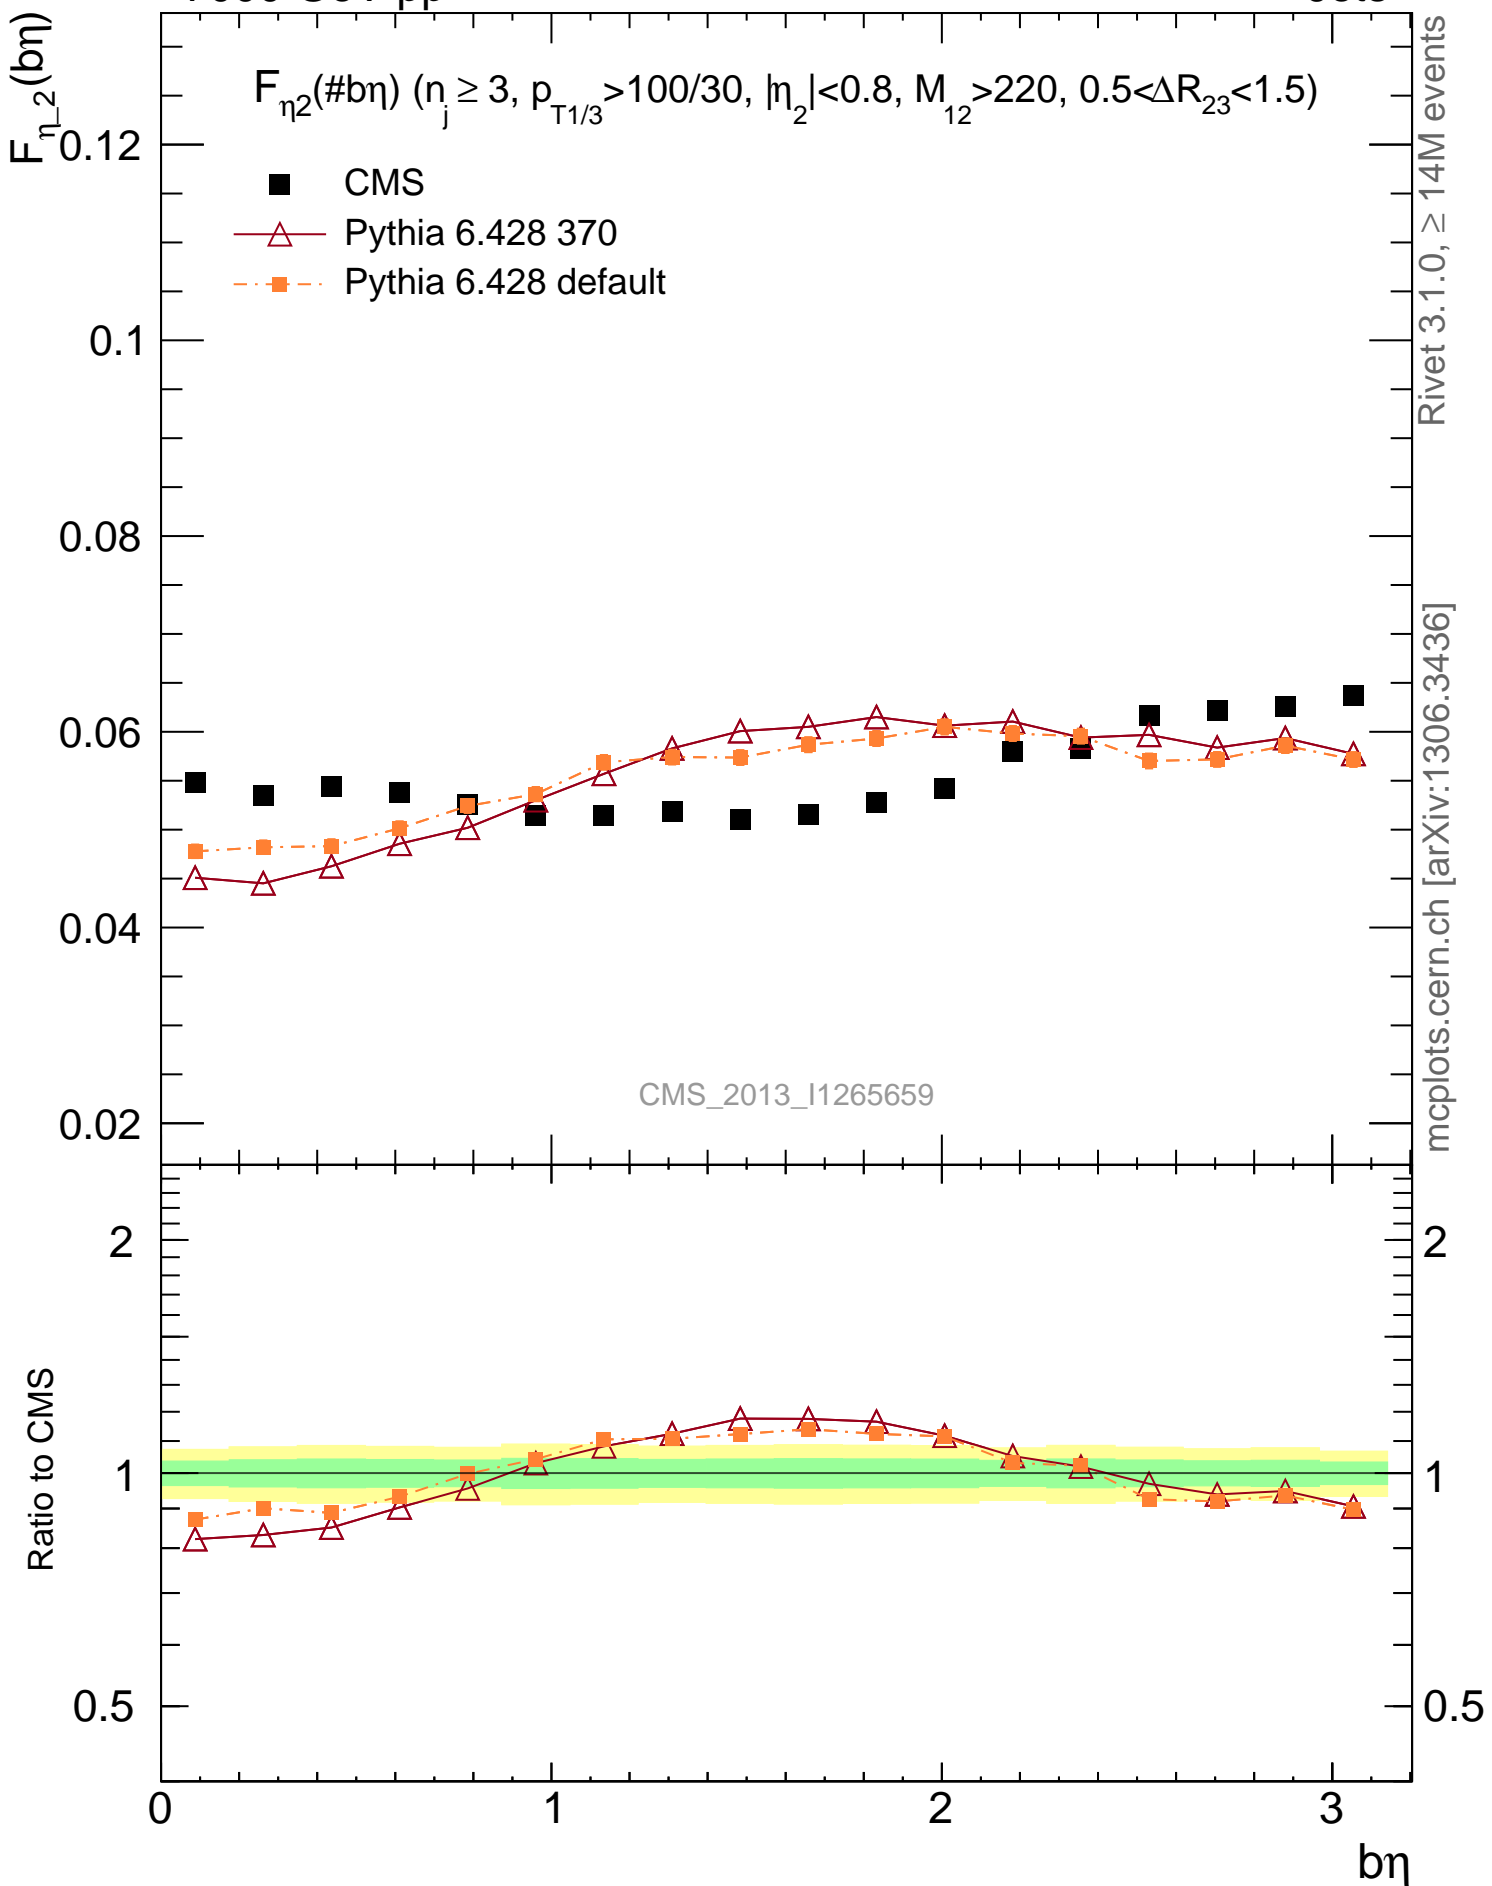 F_η_2(bη)
F_η2(#bη) (n_j ≥ 3, p_T1/3>100/30, |η_2|<0.8, M_12>220, 0.5<ΔR_23<1.5)
CMS
Pythia 6.428 370
Pythia 6.428 default
0.12
0.1
0.08
0.06
0.04
0.02
CMS_2013_I1265659
Rivet 3.1.0, ≥ 14M events
mcplots.cern.ch [arXiv:1306.3436]
Ratio to CMS
2 2
1 1
0.5 0.5
0 1 2 3
bη